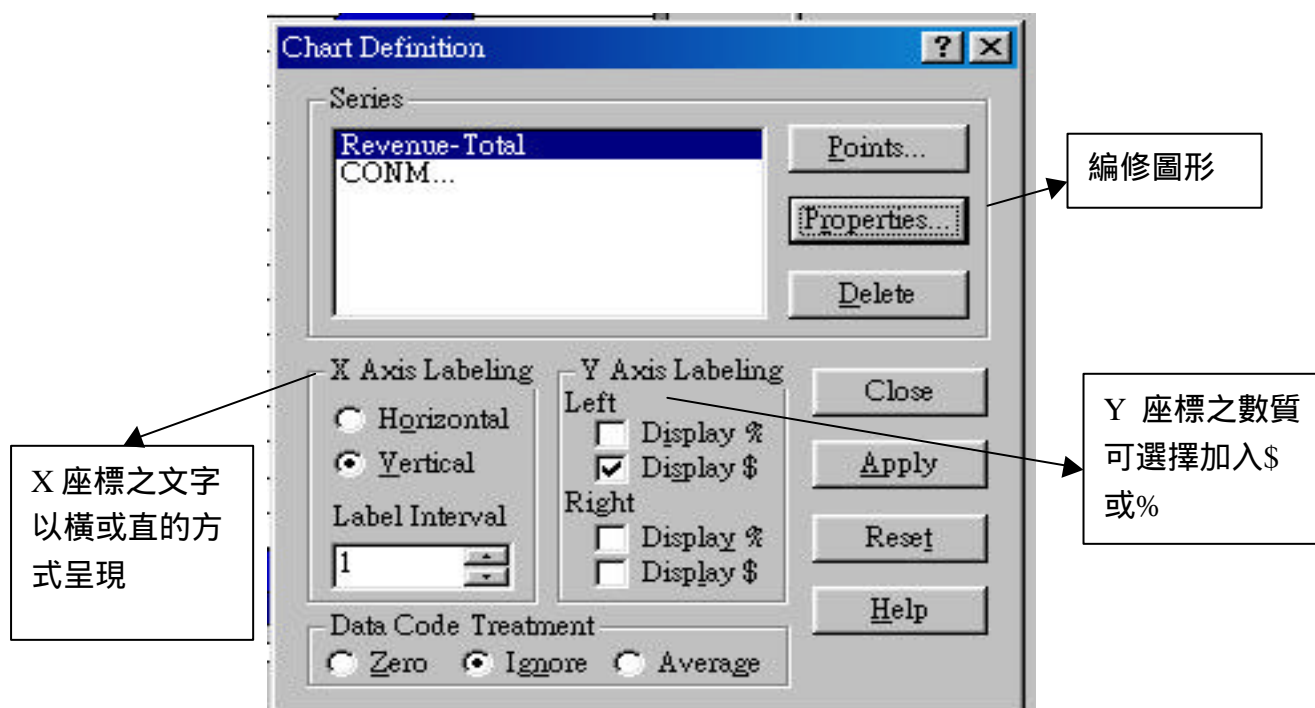 Chart Definition
Series
Revenue-Total
CONM...
Points...
Properties...
Delete
編修圖形
X Axis Labeling
Horizontal
Vertical
Label Interval
1
Y Axis Labeling
Left
Display %
Display $
Right
Display %
Display $
Close
Apply
Reset
Help
Data Code Treatment
Zero
Ignore
Average
X 座標之文字
以橫或直的方
式呈現
Y 座標之數質
可選擇加入$
或%